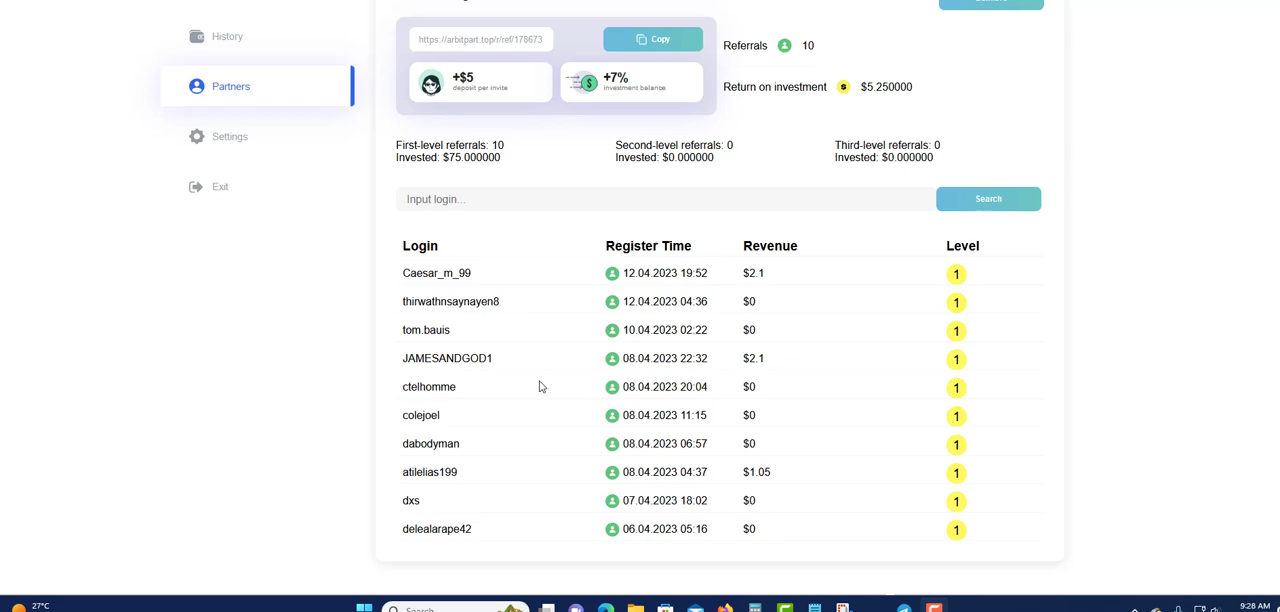 History
Partners
Settings
Exit
https://arbitpart.top/r/ref/178673
Copy
+$5
deposit per invite
+7%
investment balance
Referrals 10
Return on investment $5.250000
First-level referrals: 10
Invested: $75.000000
Second-level referrals: 0
Invested: $0.000000
Third-level referrals: 0
Invested: $0.000000
Input login...
Search
Login Register Time Revenue Level
Caesar_m_99 12.04.2023 19:52 $2.1 1
thirwathnsaynayen8 12.04.2023 04:36 $0 1
tom.bauis 10.04.2023 02:22 $0 1
JAMESANDGOD1 08.04.2023 22:32 $2.1 1
ctelhomme 08.04.2023 20:04 $0 1
colejoel 08.04.2023 11:15 $0 1
dabodyman 08.04.2023 06:57 $0 1
atilelias199 08.04.2023 04:37 $1.05 1
dxs 07.04.2023 18:02 $0 1
delealarape42 06.04.2023 05:16 $0 1
27°C
Search
9:28 AM